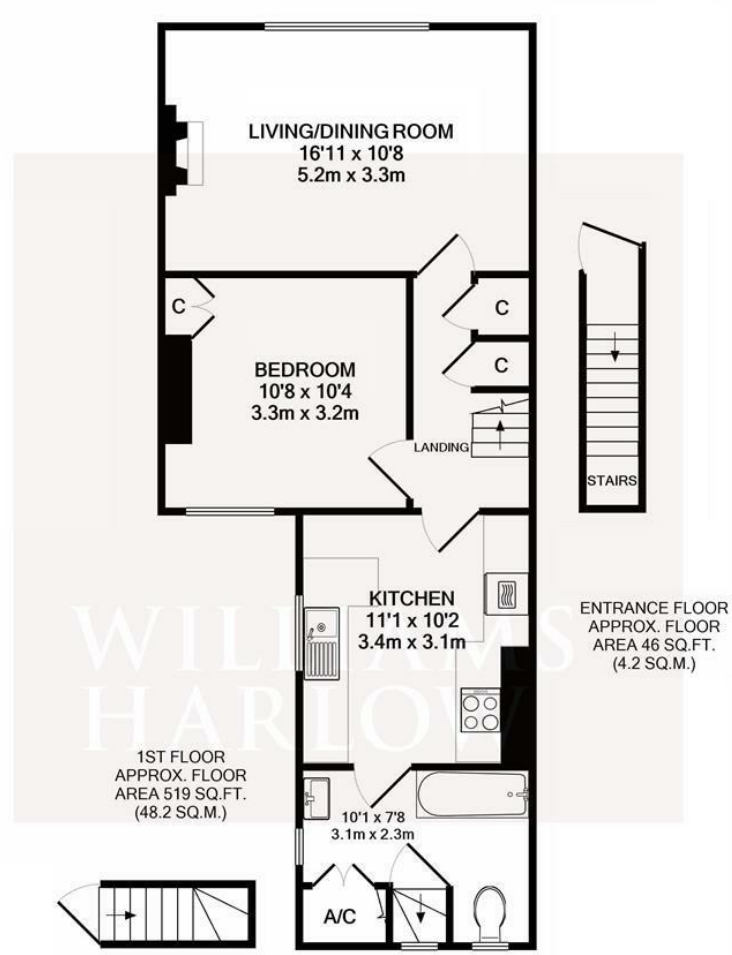 LIVING/DINING ROOM
16'11 x 10'8
5.2m x 3.3m
C
C
C
BEDROOM
10'8 x 10'4
3.3m x 3.2m
LANDING
STAIRS
KITCHEN
11'1 x 10'2
3.4m x 3.1m
ENTRANCE FLOOR
APPROX. FLOOR
AREA 46 SQ.FT.
(4.2 SQ.M.)
WILLIAMS
HARLOW
1ST FLOOR
APPROX. FLOOR
AREA 519 SQ.FT.
(48.2 SQ.M.)
10'1 x 7'8
3.1m x 2.3m
A/C